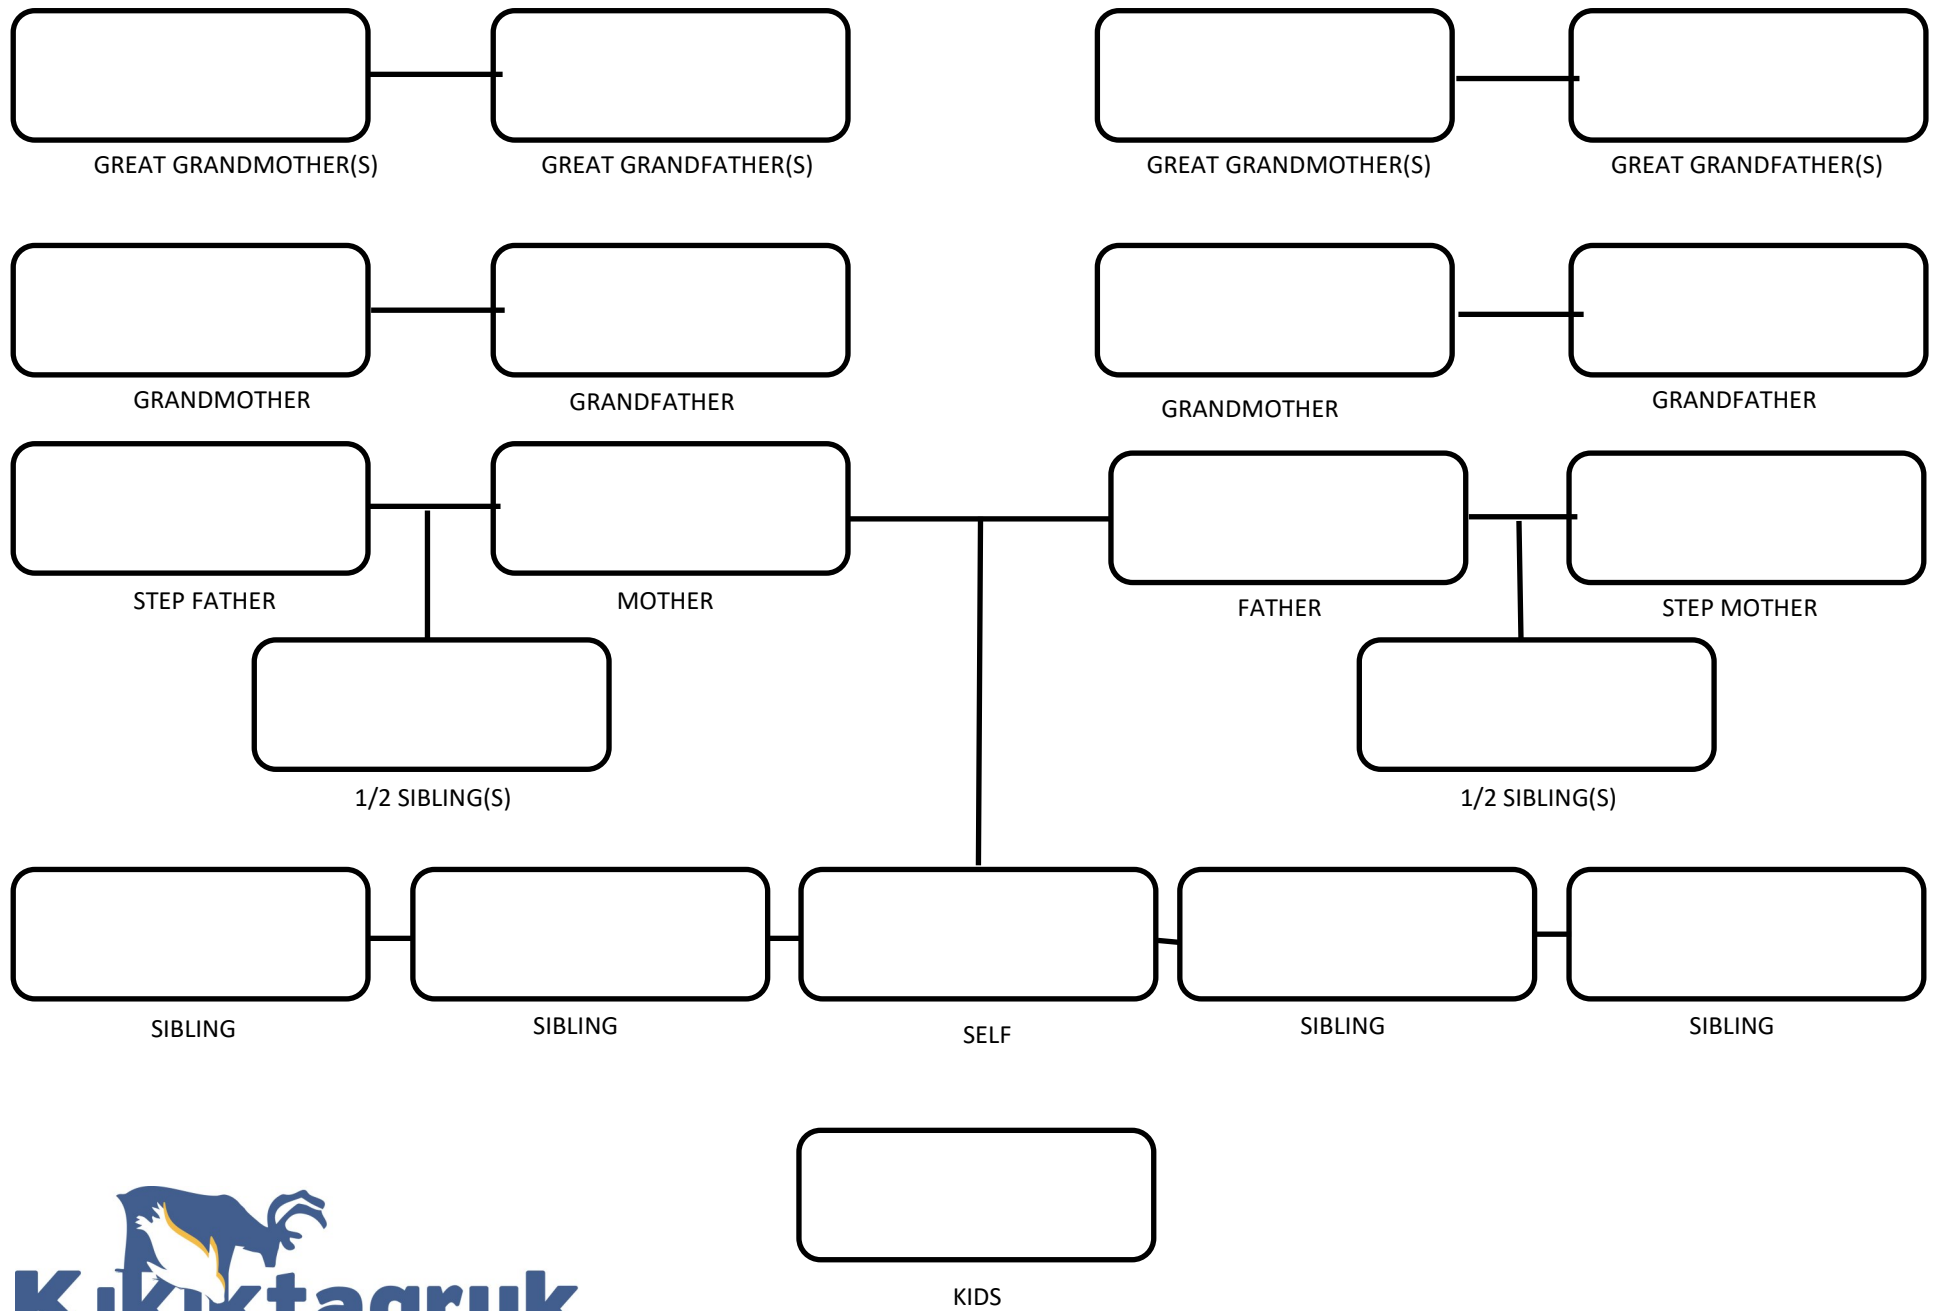 GREAT GRANDMOTHER(S) GREAT GRANDFATHER(S) GREAT GRANDMOTHER(S) GREAT GRANDFATHER(S)
GRANDMOTHER GRANDFATHER GRANDMOTHER GRANDFATHER
STEP FATHER MOTHER FATHER STEP MOTHER
1/2 SIBLING(S) 1/2 SIBLING(S)
SIBLING SIBLING SELF SIBLING SIBLING
Kikiktagruk
KIDS